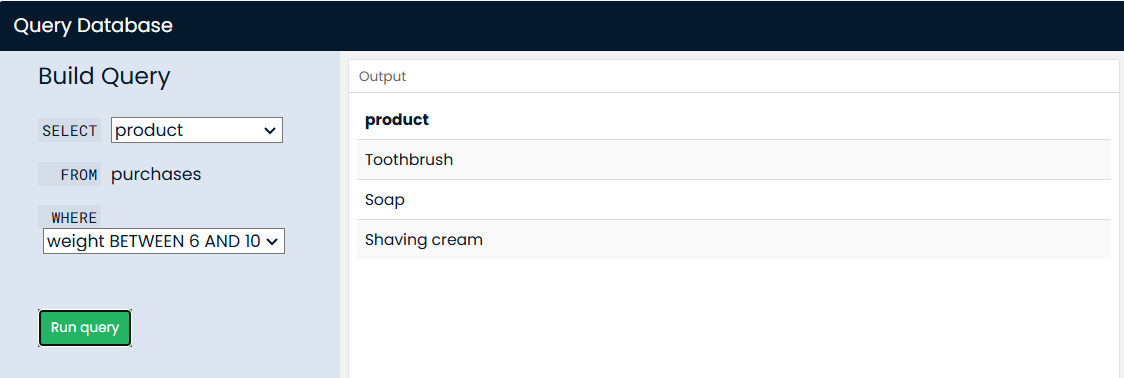 Query Database
Build Query
SELECT product
FROM purchases
WHERE
weight BETWEEN 6 AND 10
Run query
Output
product
Toothbrush
Soap
Shaving cream